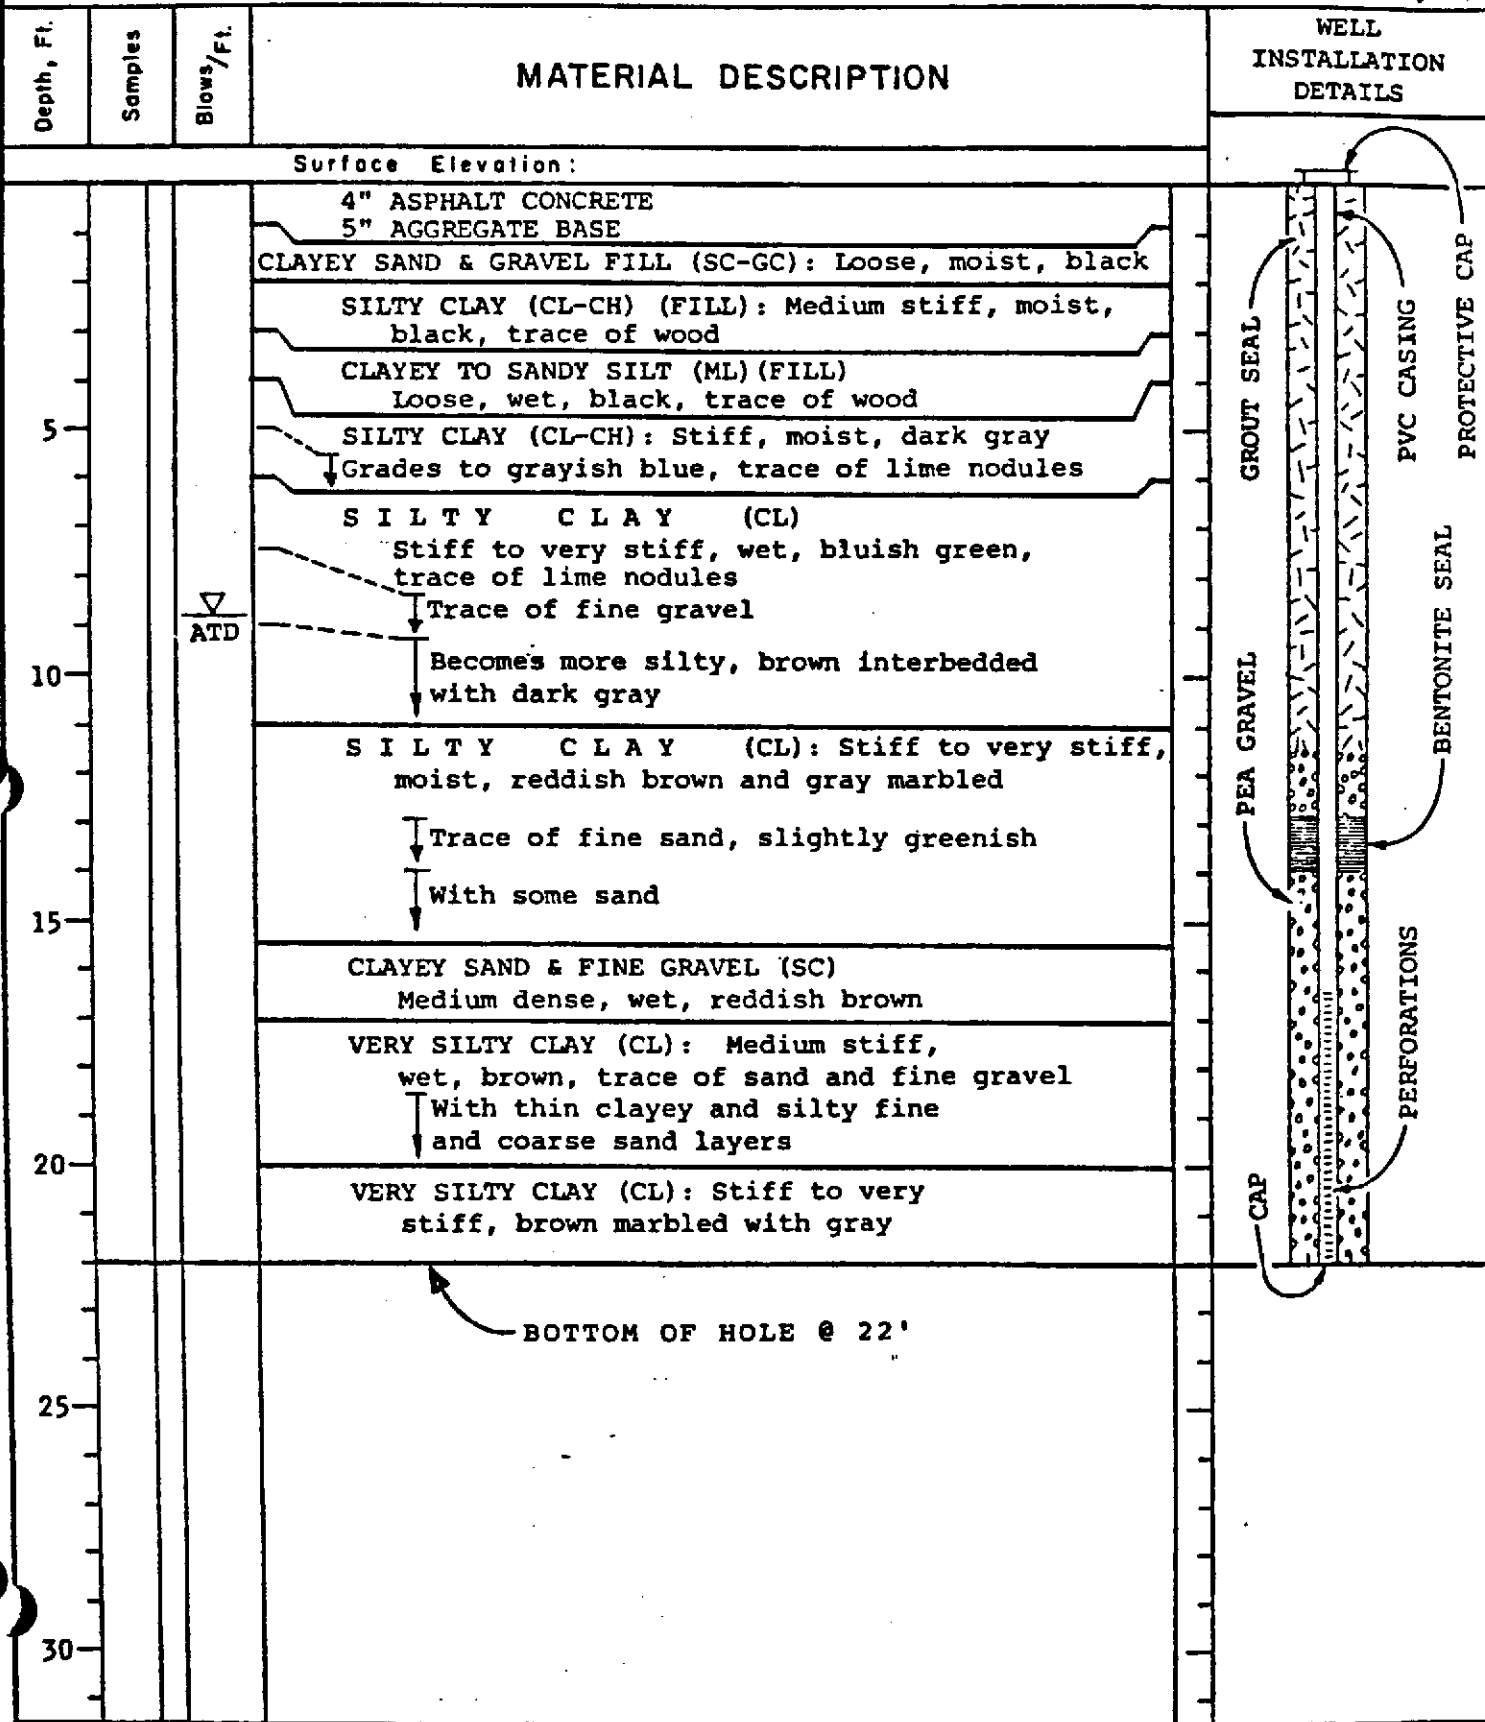 Depth, Ft.
Samples
Blows/Ft.
MATERIAL DESCRIPTION
WELL
INSTALLATION
DETAILS
Surface Elevation:
4" ASPHALT CONCRETE
5" AGGREGATE BASE
CLAYEY SAND & GRAVEL FILL (SC-GC): Loose, moist, black
SILTY CLAY (CL-CH) (FILL): Medium stiff, moist,
black, trace of wood
CLAYEY TO SANDY SILT (ML)(FILL)
Loose, wet, black, trace of wood
5
SILTY CLAY (CL-CH): Stiff, moist, dark gray
Grades to grayish blue, trace of lime nodules
SILTY CLAY (CL)
Stiff to very stiff, wet, bluish green,
trace of lime nodules
Trace of fine gravel
ATD
Becomes more silty, brown interbedded
10
with dark gray
SILTY CLAY (CL): Stiff to very stiff,
moist, reddish brown and gray marbled
Trace of fine sand, slightly greenish
With some sand
15
CLAYEY SAND & FINE GRAVEL (SC)
Medium dense, wet, reddish brown
VERY SILTY CLAY (CL): Medium stiff,
wet, brown, trace of sand and fine gravel
With thin clayey and silty fine
and coarse sand layers
20
VERY SILTY CLAY (CL): Stiff to very
stiff, brown marbled with gray
BOTTOM OF HOLE @ 22'
25
30
GROUT SEAL
PVC CASING
PROTECTIVE CAP
PEA GRAVEL
BENTONITE SEAL
PERFORATIONS
CAP